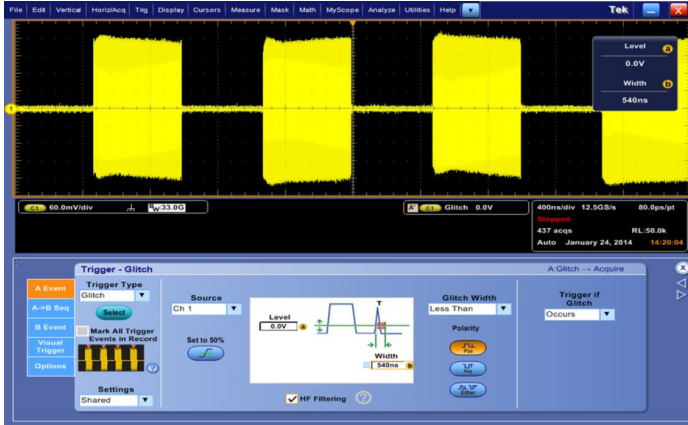 File Edit Vertical Horiz/Acq Trig Display Cursors Measure Mask Math MyScope Analyze Utilities Help Tek X
Level a
0.0V
Width b
540ns
1
C1 60.0mV/div BW:33.0G
A' C1 Glitch 0.0V
400ns/div 12.5GS/s 80.0ps/pt
Stopped
437 acqs RL:50.0k
Auto January 24, 2014 14:20:04
Trigger - Glitch A:Glitch → Acquire X
A Event
A->B Seq
B Event
Visual Trigger
Options
Trigger Type
Glitch
Select
Mark All Trigger
Events in Record
?
Settings
Shared
Source
Ch 1
Set to 50%
Level
0.0V a
T
Width
540ns b
HF Filtering ?
Glitch Width
Less Than
Polarity
Pos
Neg
Either
Trigger if
Glitch
Occurs